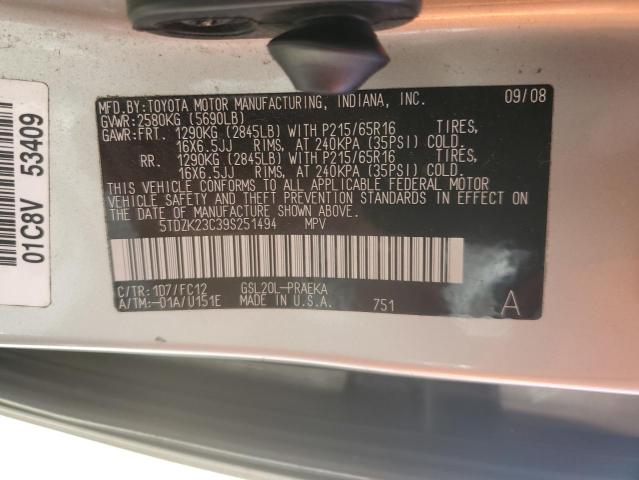 MFD.BY:TOYOTA MOTOR MANUFACTURING, INDIANA, INC. 09/08
GVWR:2580KG (5690LB)
GAWR:FRT. 1290KG (2845LB) WITH P215/65R16 TIRES,
16X6.5JJ RIMS, AT 240KPA (35PSI) COLD.
RR. 1290KG (2845LB) WITH P215/65R16 TIRES,
16X6.5JJ RIMS, AT 240KPA (35PSI) COLD.
THIS VEHICLE CONFORMS TO ALL APPLICABLE FEDERAL MOTOR
VEHICLE SAFETY AND THEFT PREVENTION STANDARDS IN EFFECT ON
THE DATE OF MANUFACTURE SHOWN ABOVE.
5TDZK23C39S251494 MPV
C/TR:1D7/FC12 GSL20L-PRAEKA
A/TM:-01A/U151E MADE IN U.S.A. 751 A
01C8V 53409